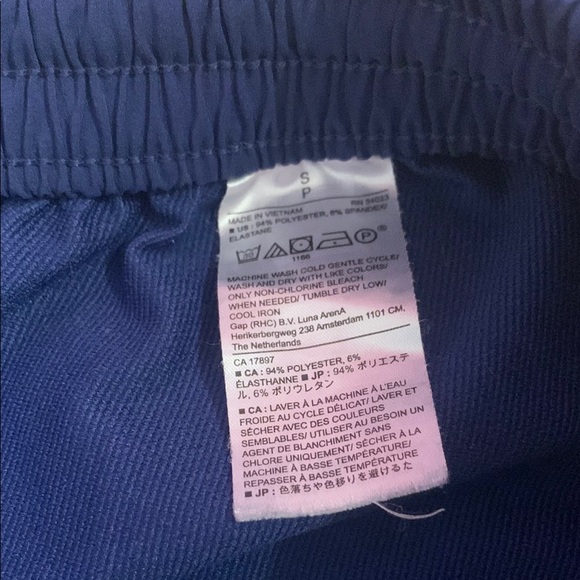 S
P
MADE IN VIETNAM RN 54023
■ US : 94% POLYESTER, 6% SPANDEX/
ELASTANE
P
1166
MACHINE WASH COLD GENTLE CYCLE/
WASH AND DRY WITH LIKE COLORS/
ONLY NON-CHLORINE BLEACH
WHEN NEEDED/ TUMBLE DRY LOW/
COOL IRON
Gap (RHC) B.V. Luna ArenA
Herikerbergweg 238 Amsterdam 1101 CM,
The Netherlands
CA 17897
■ CA : 94% POLYESTER, 6%
ÉLASTHANNE ■ JP : 94% ポリエステ
ル, 6% ポリウレタン
■ CA : LAVER À LA MACHINE À L'EAU
FROIDE AU CYCLE DÉLICAT/ LAVER ET
SÉCHER AVEC DES COULEURS
SEMBLABLES/ UTILISER AU BESOIN UN
AGENT DE BLANCHIMENT SANS
CHLORE UNIQUEMENT/ SÉCHER À LA
MACHINE À BASSE TEMPÉRATURE/
REPASSER À BASSE TEMPÉRATURE
■ JP : 色落ちや色移りを避けるた